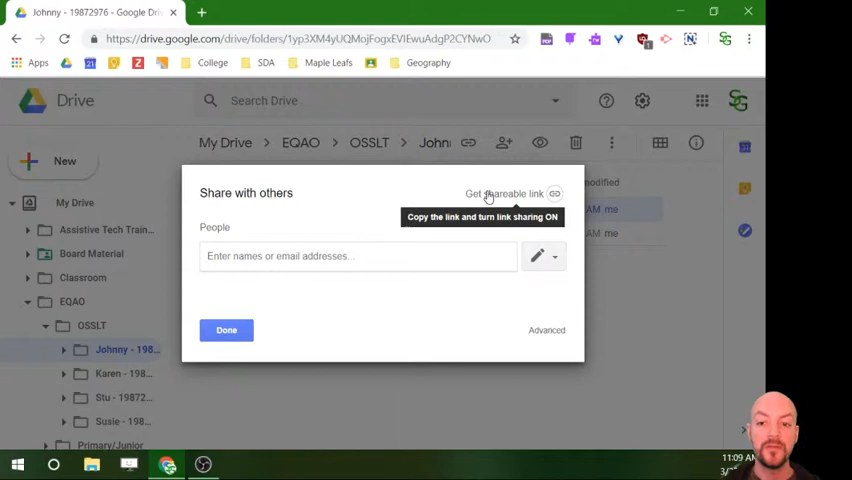 Johnny - 19872976 - Google Driv
https://drive.google.com/drive/folders/1yp3XM4yUQMojFogxEVIEwuAdgP2CYNwO
Apps
College
SDA
Maple Leafs
Geography
Drive
Search Drive
New
My Drive
EQAO
OSSLT
Johnı
My Drive
Assistive Tech Train...
Board Material
Classroom
EQAO
OSSLT
Johnny - 198...
Karen - 198...
Stu - 19872...
Susie - 1987...
Primary/Junior
modified
AM me
AM me
Share with others
Get shareable link
Copy the link and turn link sharing ON
People
Enter names or email addresses...
Done
Advanced
11:09 AM